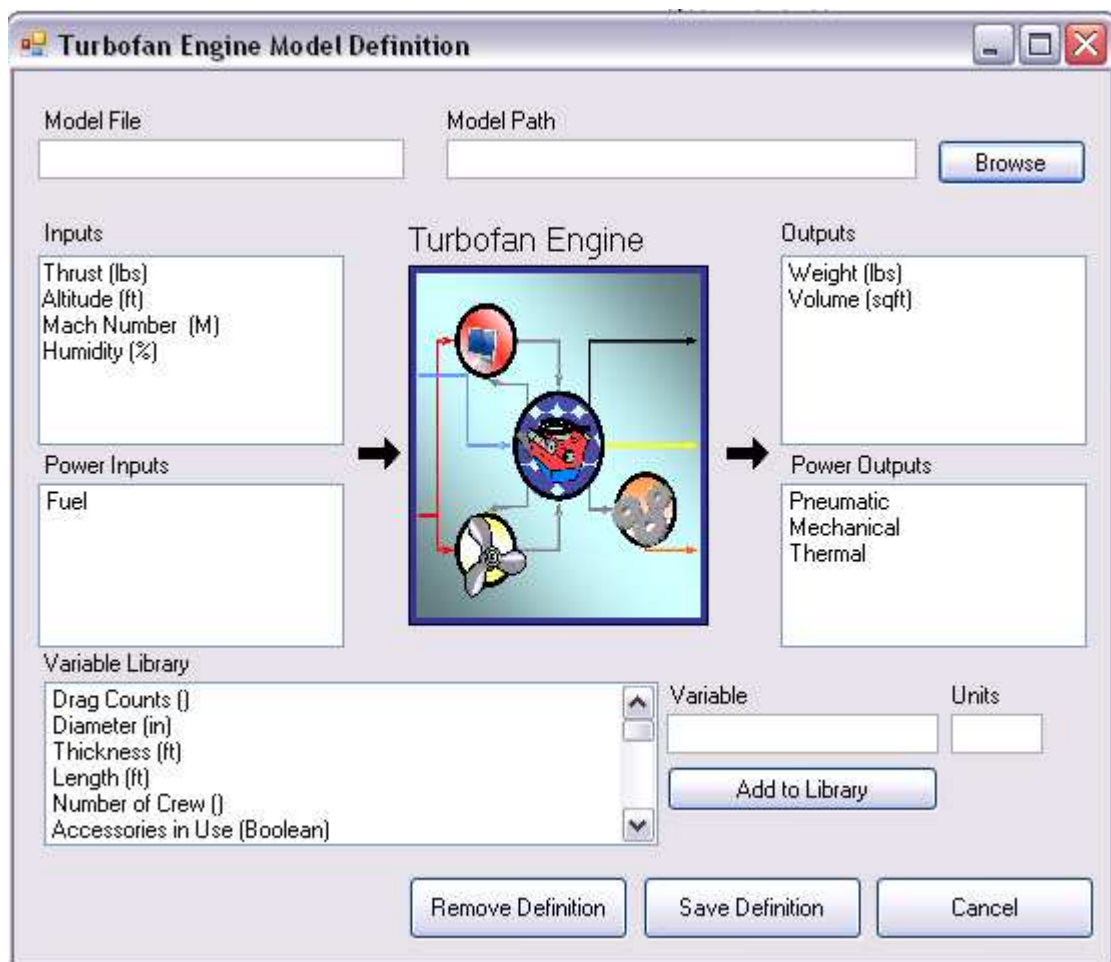 Turbofan Engine Model Definition
Model File
Model Path
Browse
Inputs
Thrust (lbs)
Altitude (ft)
Mach Number (M)
Humidity (%)
Turbofan Engine
Outputs
Weight (lbs)
Volume (sqft)
Power Inputs
Fuel
Power Outputs
Pneumatic
Mechanical
Thermal
Variable Library
Drag Counts ()
Diameter (in)
Thickness (ft)
Length (ft)
Number of Crew ()
Accessories in Use (Boolean)
Variable
Units
Add to Library
Remove Definition
Save Definition
Cancel